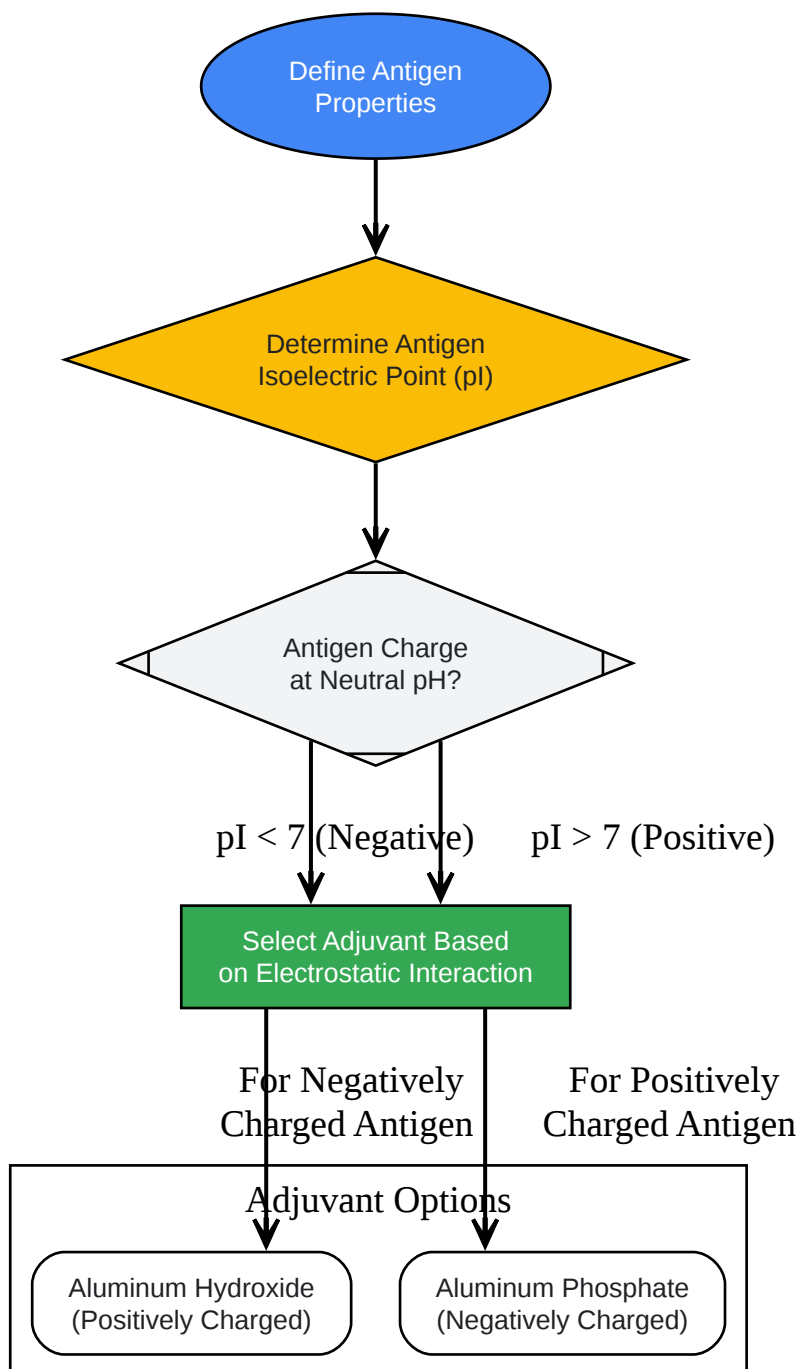 Define Antigen
Properties
Determine Antigen
Isoelectric Point (pI)
Antigen Charge
at Neutral pH?
pI < 7 (Negative)
pI > 7 (Positive)
Select Adjuvant Based
on Electrostatic Interaction
For Negatively
Charged Antigen
For Positively
Charged Antigen
Adjuvant Options
Aluminum Hydroxide
(Positively Charged)
Aluminum Phosphate
(Negatively Charged)